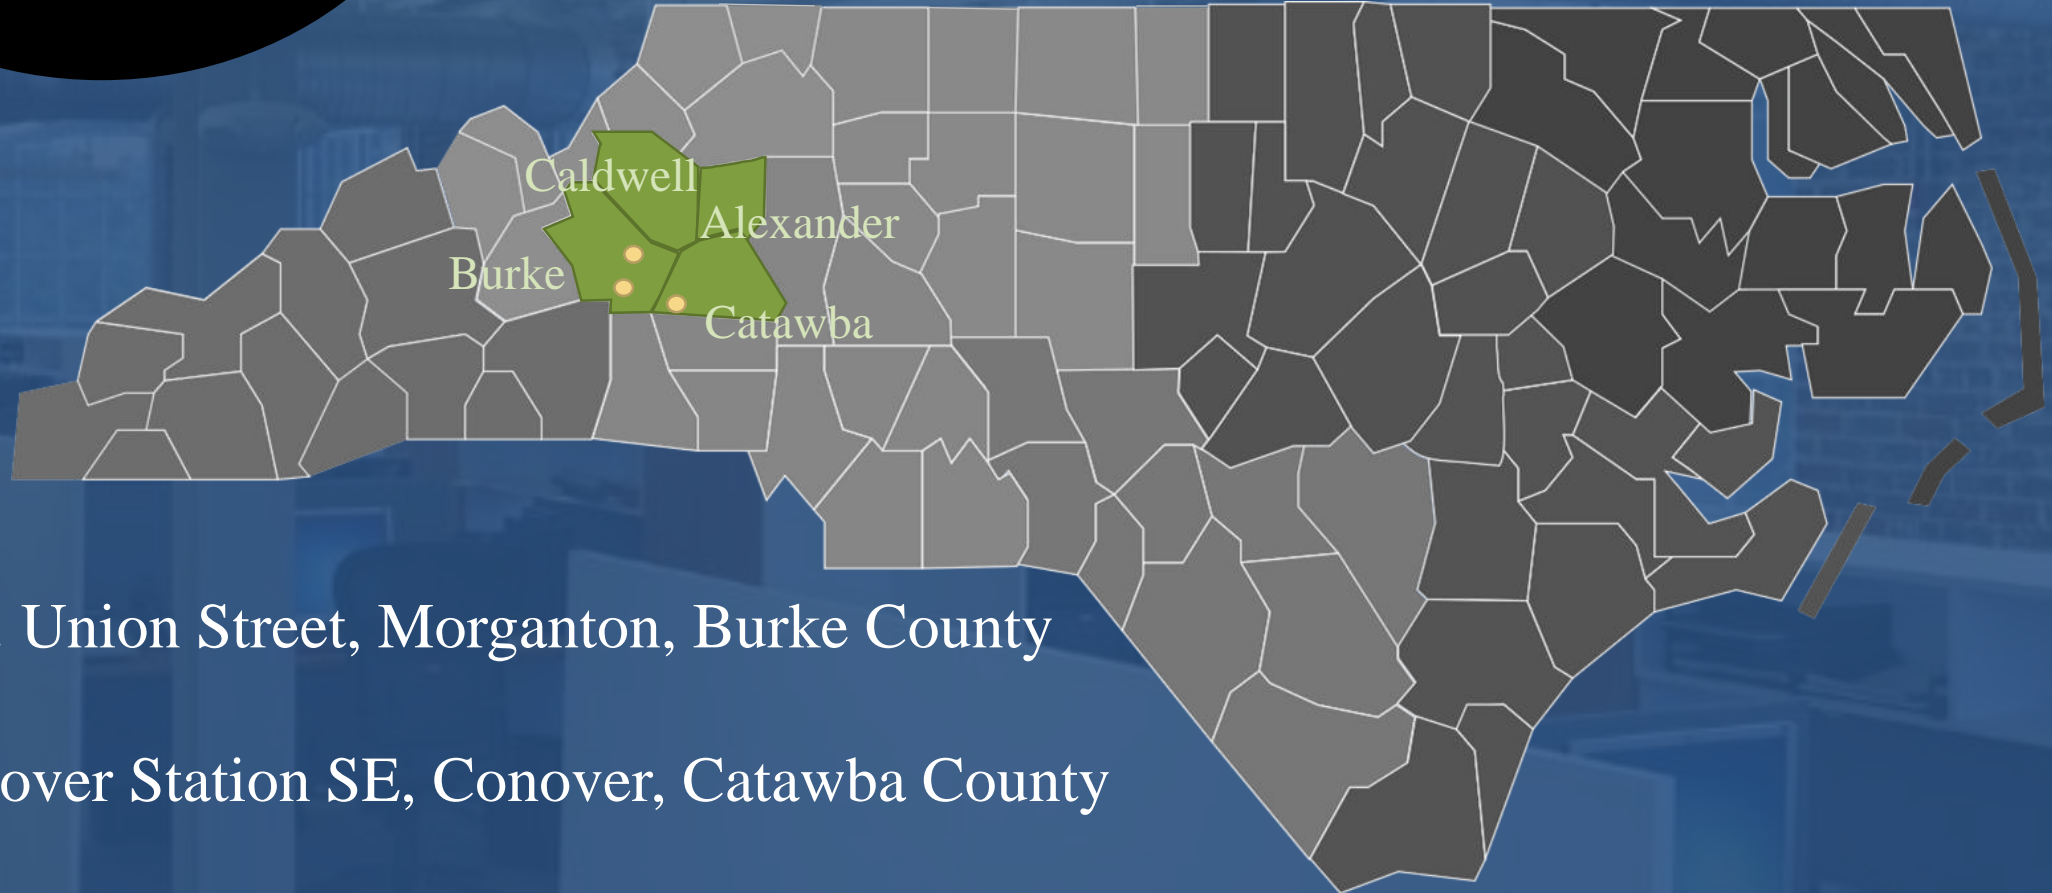 Caldwell
Alexander
Burke
Catawba
Union Street, Morganton, Burke County
over Station SE, Conover, Catawba County